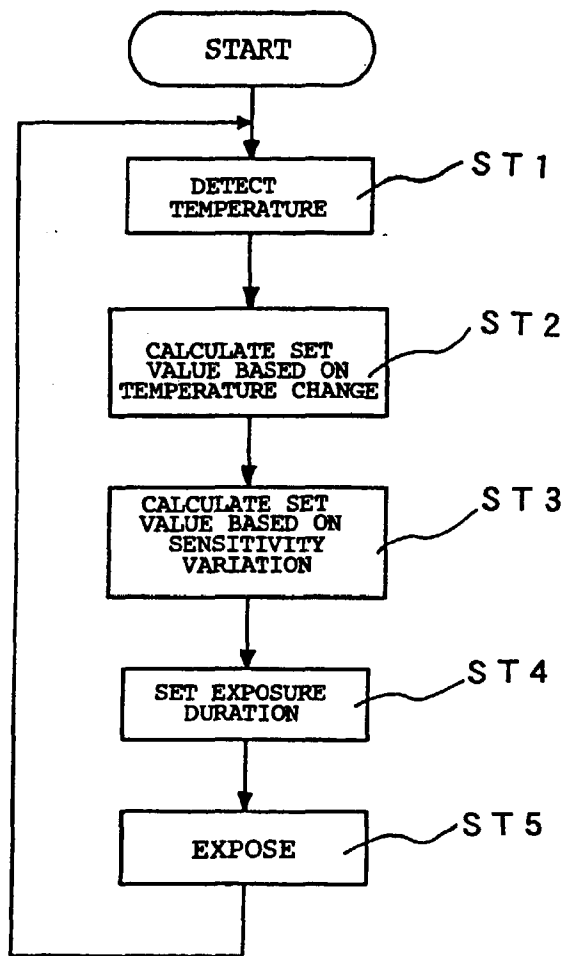 START
DETECT
TEMPERATURE
ST1
CALCULATE SET
VALUE BASED ON
TEMPERATURE CHANGE
ST2
CALCULATE SET
VALUE BASED ON
SENSITIVITY
VARIATION
ST3
SET EXPOSURE
DURATION
ST4
EXPOSE
ST5